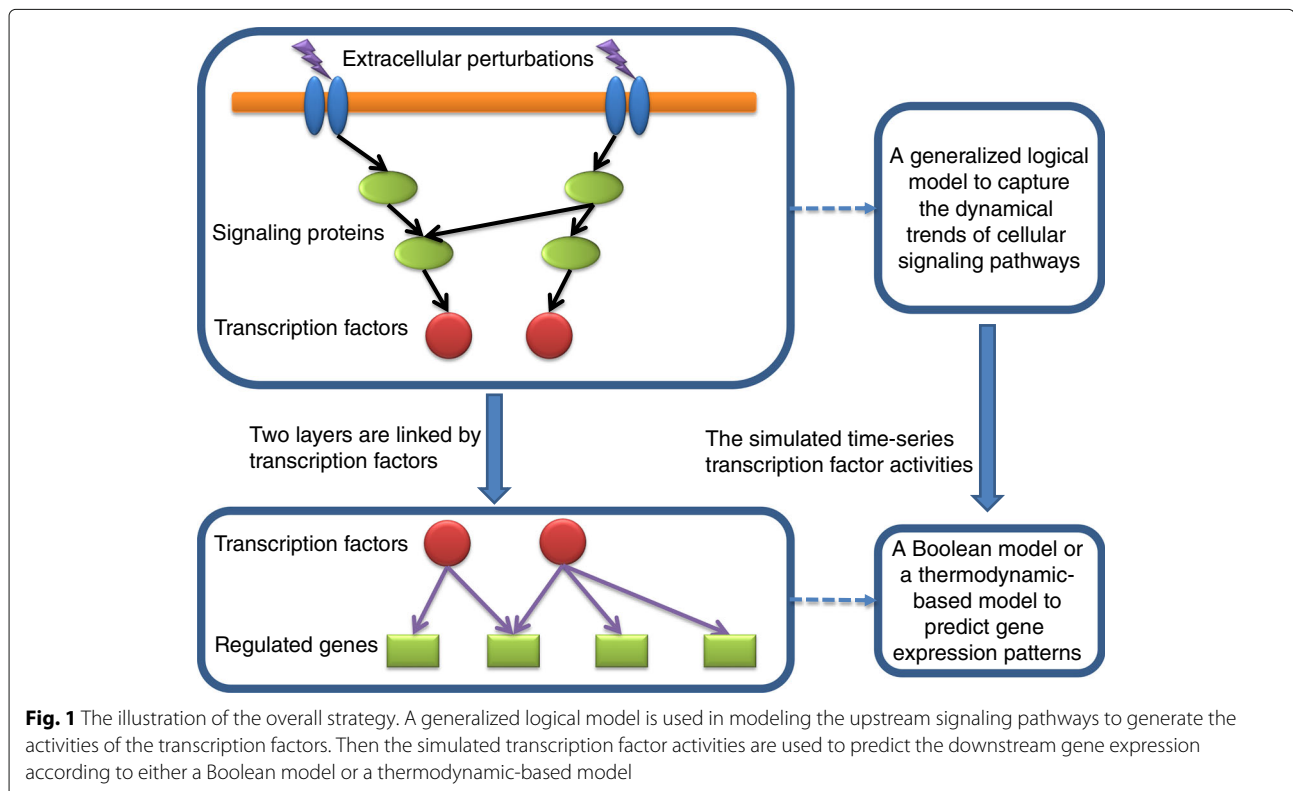 Extracellular perturbations
Signaling proteins
Transcription factors
A generalized logical
model to capture
the dynamical
trends of cellular
signaling pathways
Two layers are linked by
transcription factors
The simulated time-series
transcription factor activities
Transcription factors
Regulated genes
A Boolean model or
a thermodynamic-
based model to
predict gene
expression patterns
Fig. 1 The illustration of the overall strategy. A generalized logical model is used in modeling the upstream signaling pathways to generate the
activities of the transcription factors. Then the simulated transcription factor activities are used to predict the downstream gene expression
according to either a Boolean model or a thermodynamic-based model